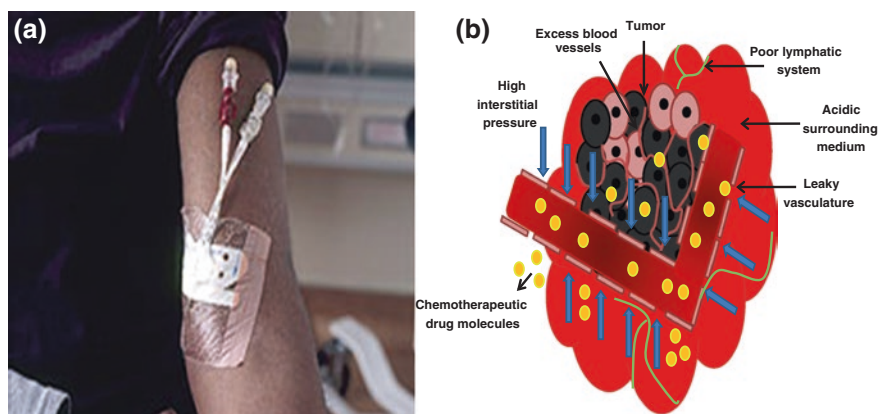 (a)
(b)
Excess blood
vessels
Tumor
Poor lymphatic
system
High
interstitial
pressure
Acidic
surrounding
medium
Leaky
vasculature
Chemotherapeutic
drug molecules